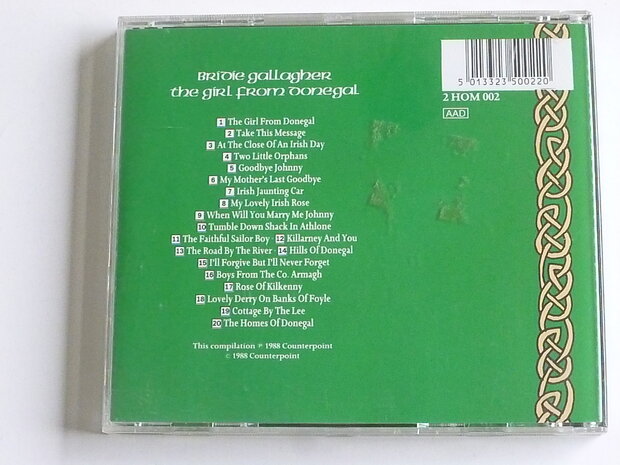 Bridie Gallagher
The Girl From Donegal
1 The Girl From Donegal
2 Take This Message
3 At The Close Of An Irish Day
4 Two Little Orphans
5 Goodbye Johnny
6 My Mother's Last Goodbye
7 Irish Jaunting Car
8 My Lovely Irish Rose
9 When Will You Marry Me Johnny
10 Tumble Down Shack In Athlone
11 The Faithful Sailor Boy · 12 Killarney And You
13 The Road By The River · 14 Hills Of Donegal
15 I'll Forgive But I'll Never Forget
16 Boys From The Co. Armagh
17 Rose Of Kilkenny
18 Lovely Derry On Banks Of Foyle
19 Cottage By The Lee
20 The Homes Of Donegal
This compilation ℗ 1988 Counterpoint
© 1988 Counterpoint
5 013323 500220
2 HOM 002
AAD